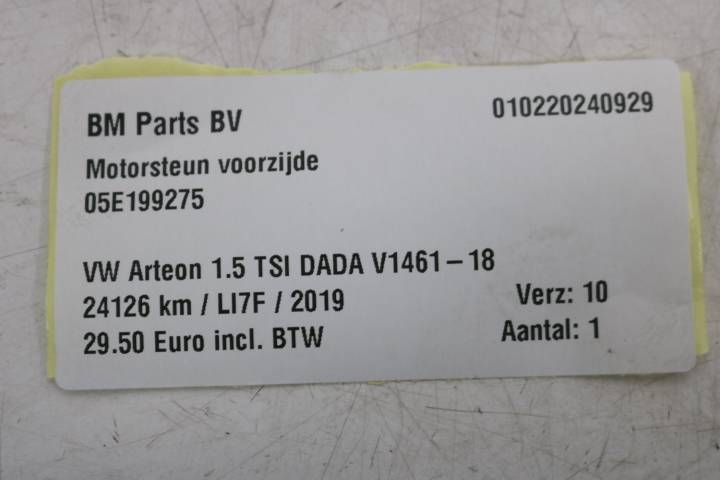 BM Parts BV
010220240929
Motorsteun voorzijde
05E199275
VW Arteon 1.5 TSI DADA V1461-18
24126 km / LI7F / 2019
Verz: 10
29.50 Euro incl. BTW
Aantal: 1